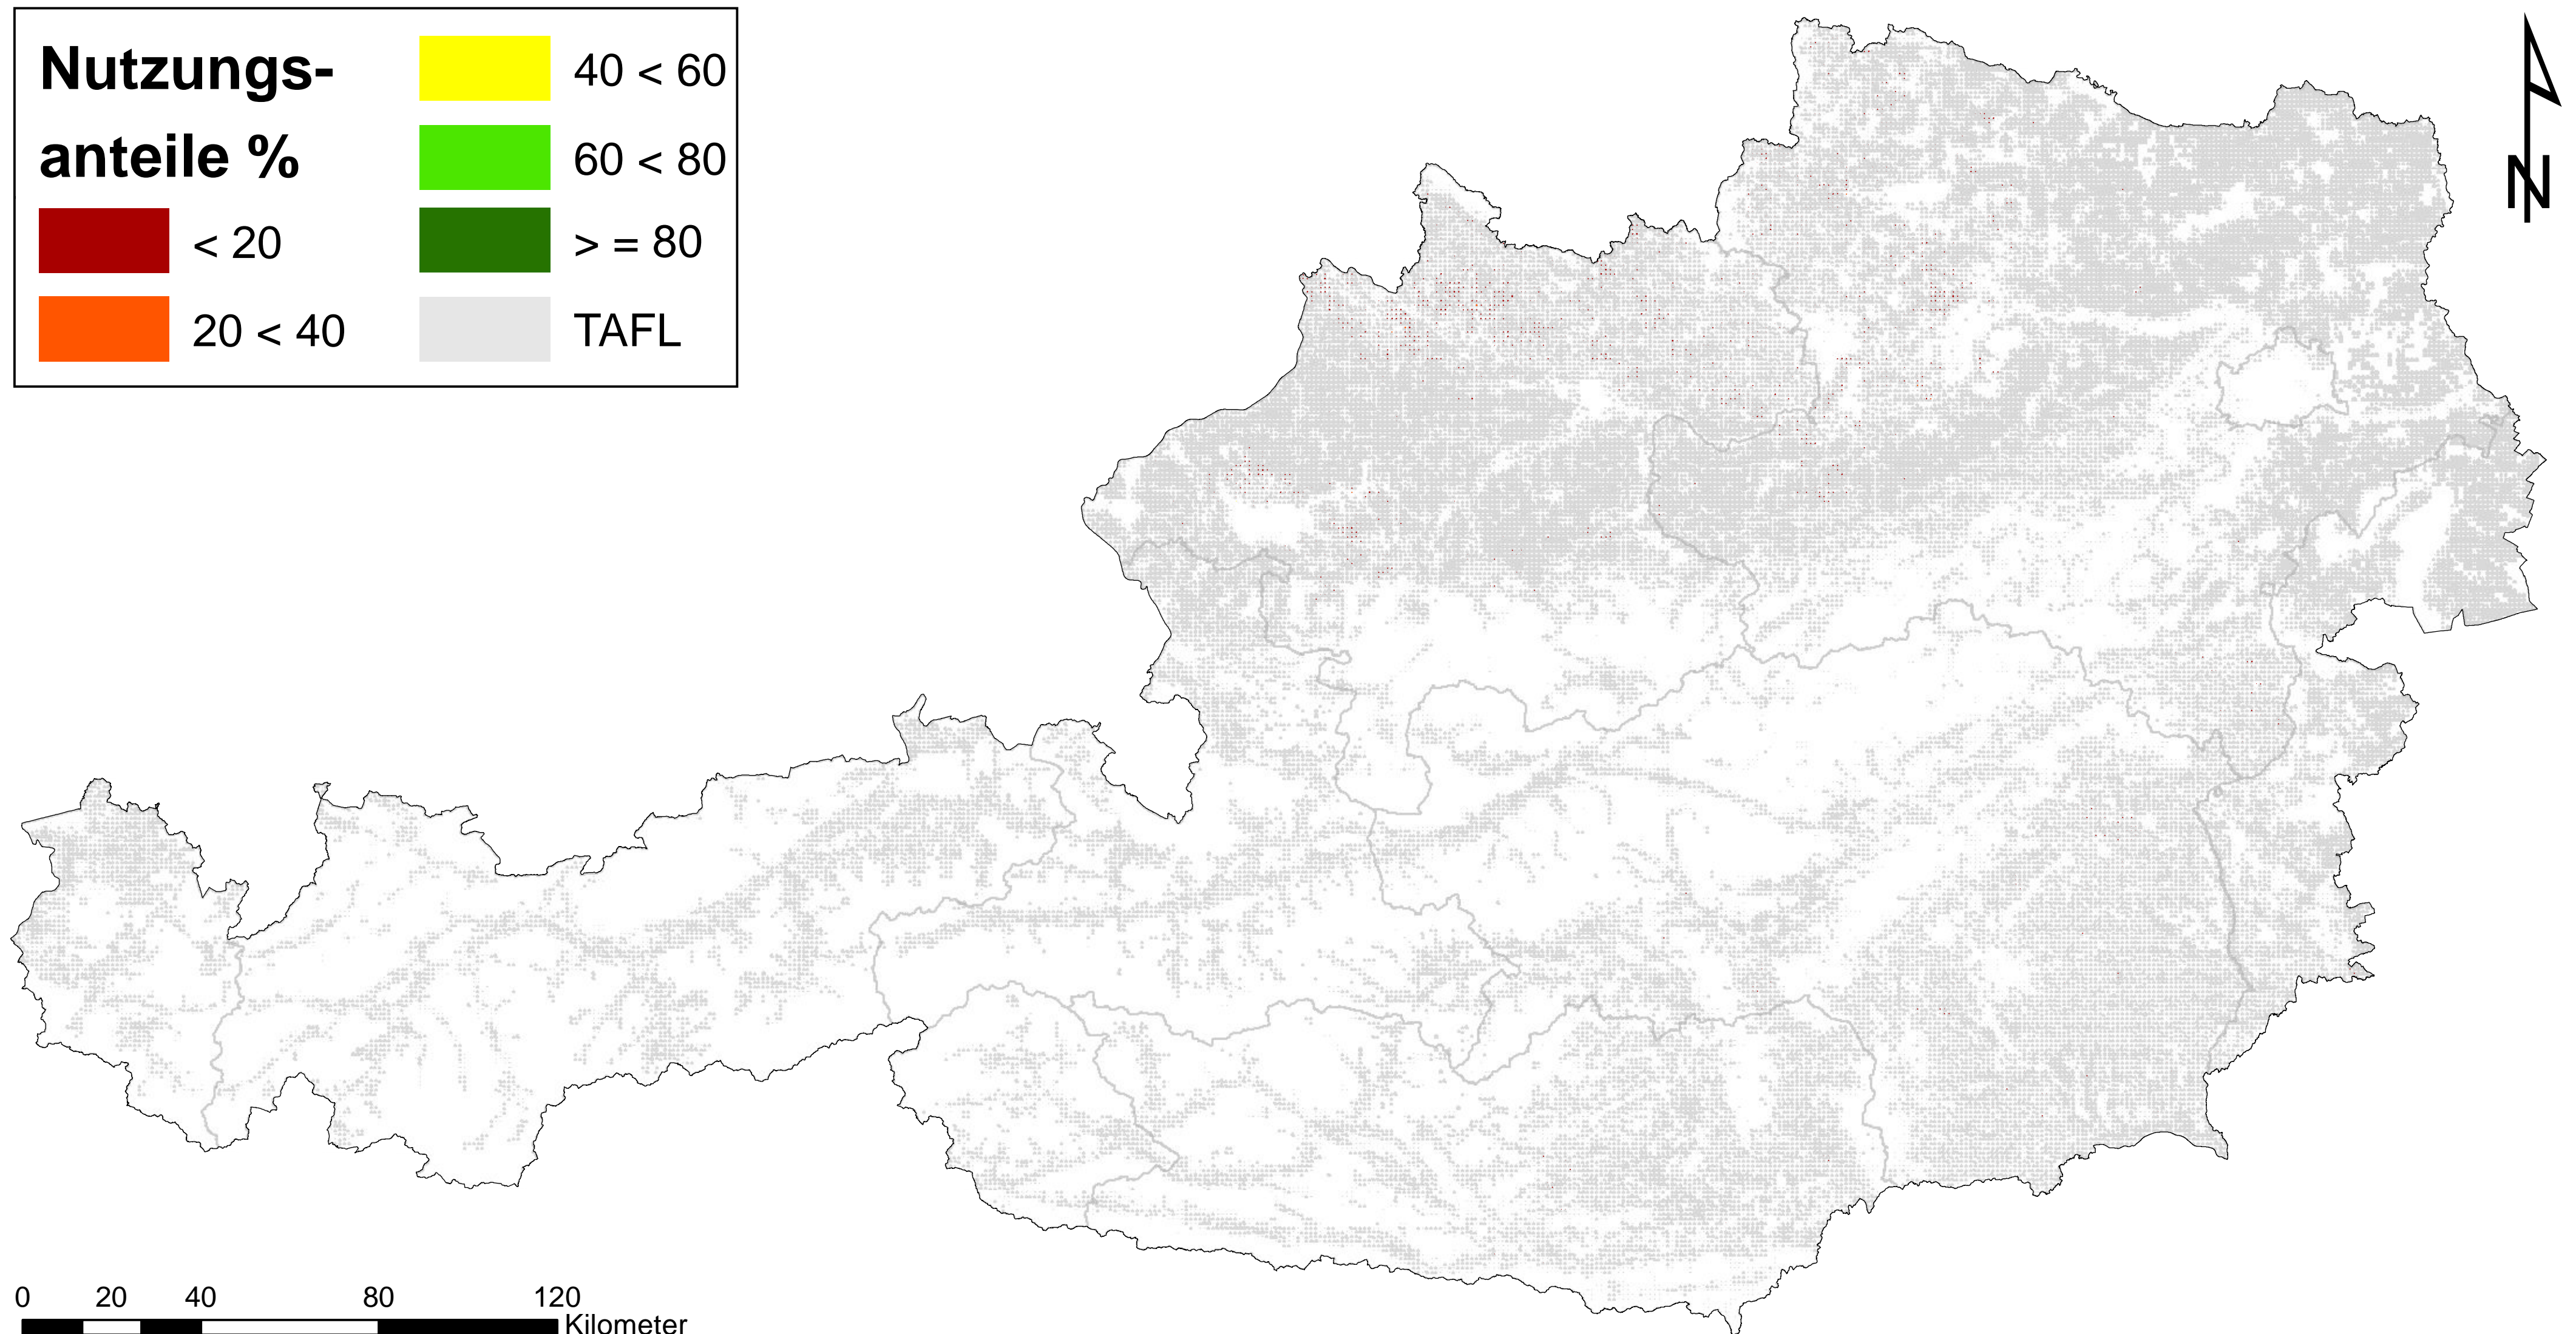 Nutzungs-
anteile %
< 20
20 < 40
40 < 60
60 < 80
> = 80
TAFL
N
0 20 40 80 120
Kilometer